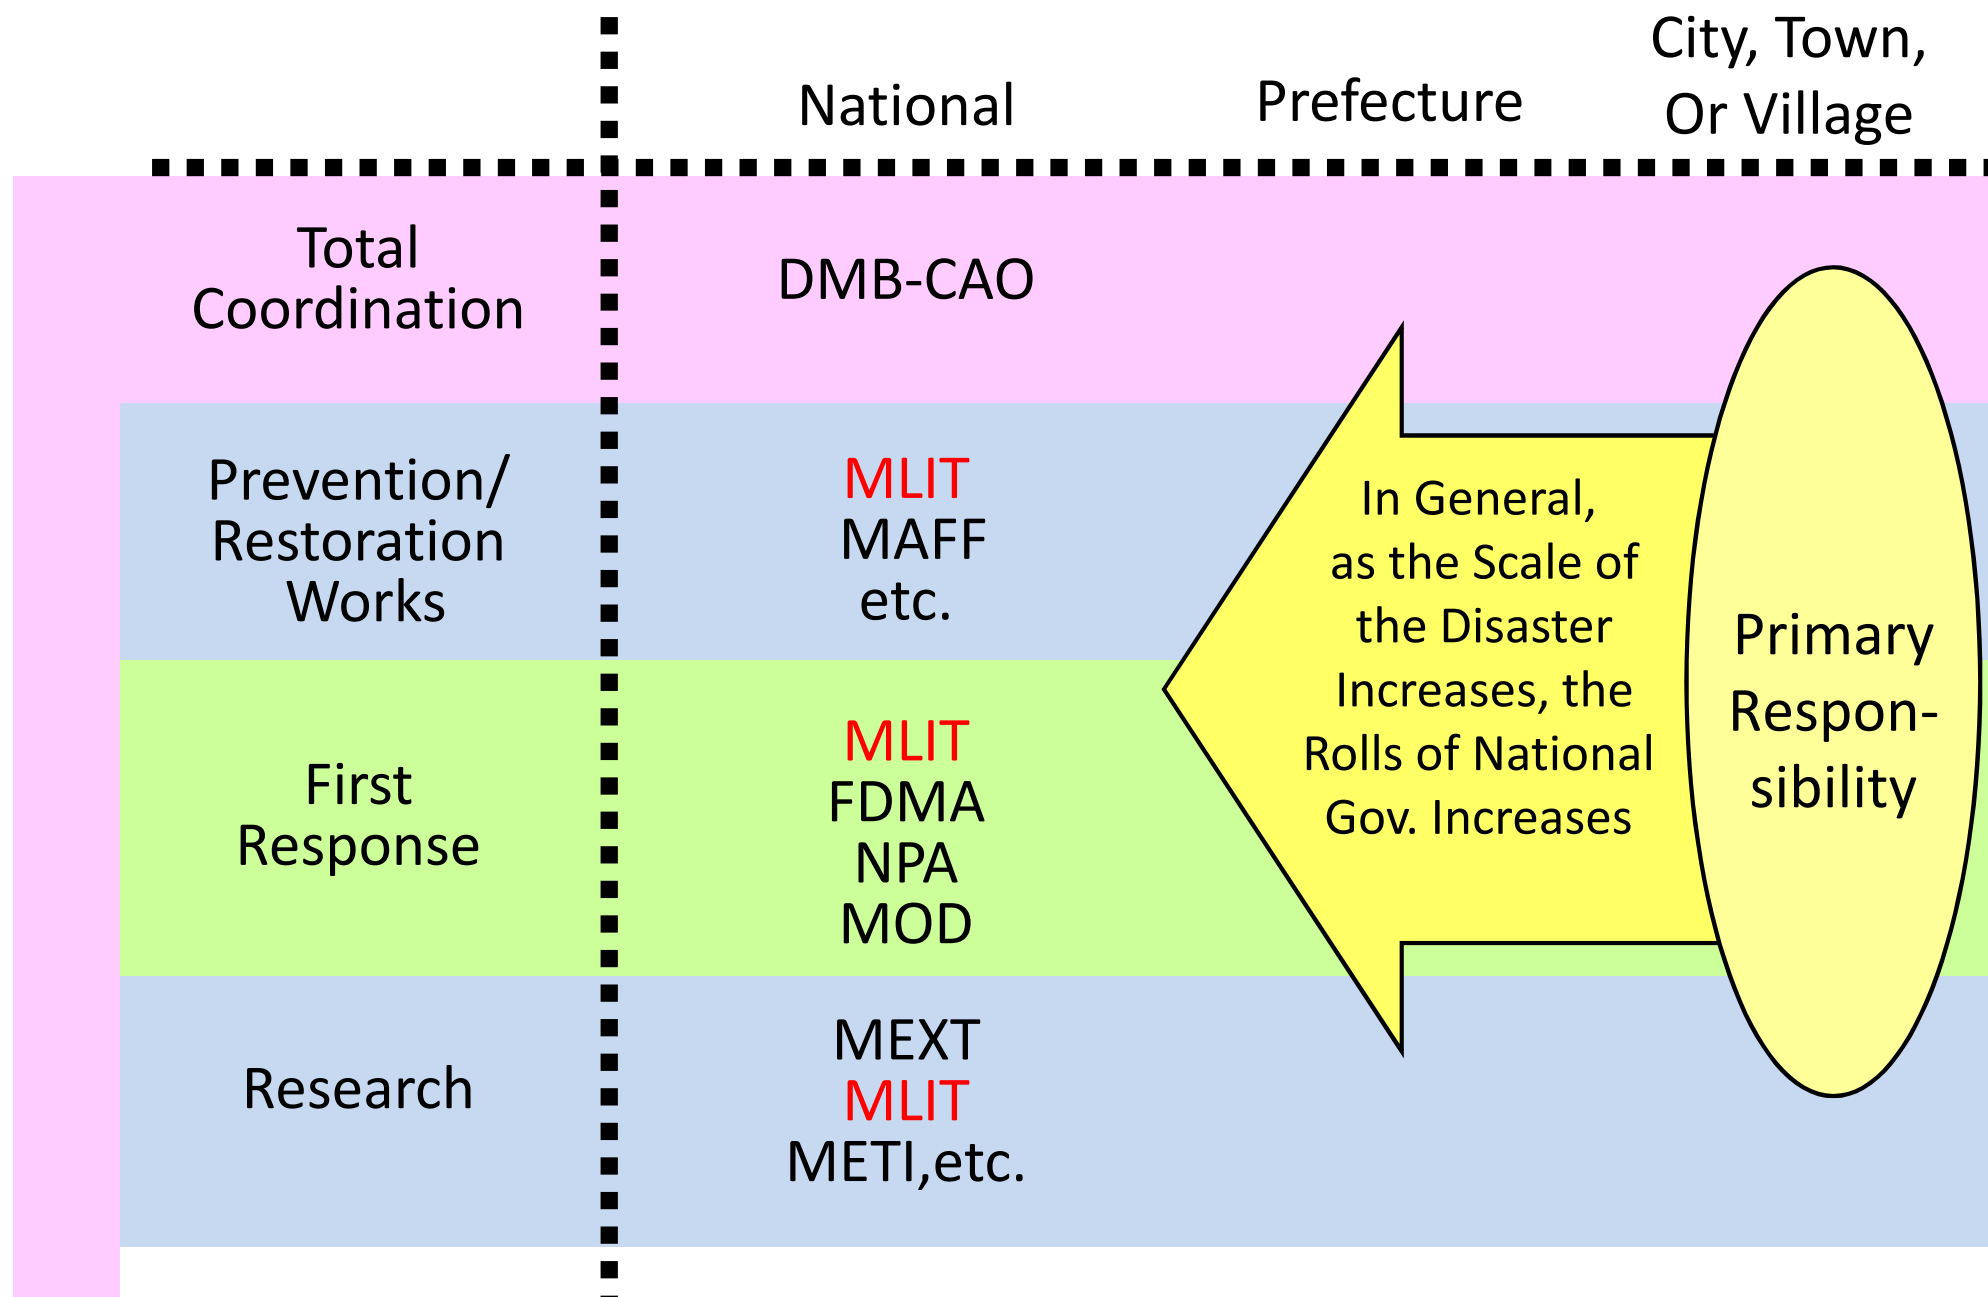 National
Prefecture
City, Town,
Or Village
Total
Coordination
DMB-CAO
Prevention/
Restoration
Works
MLIT
MAFF
etc.
First
Response
MLIT
FDMA
NPA
MOD
Research
MEXT
MLIT
METI,etc.
In General,
as the Scale of
the Disaster
Increases, the
Rolls of National
Gov. Increases
Primary
Respon-
sibility